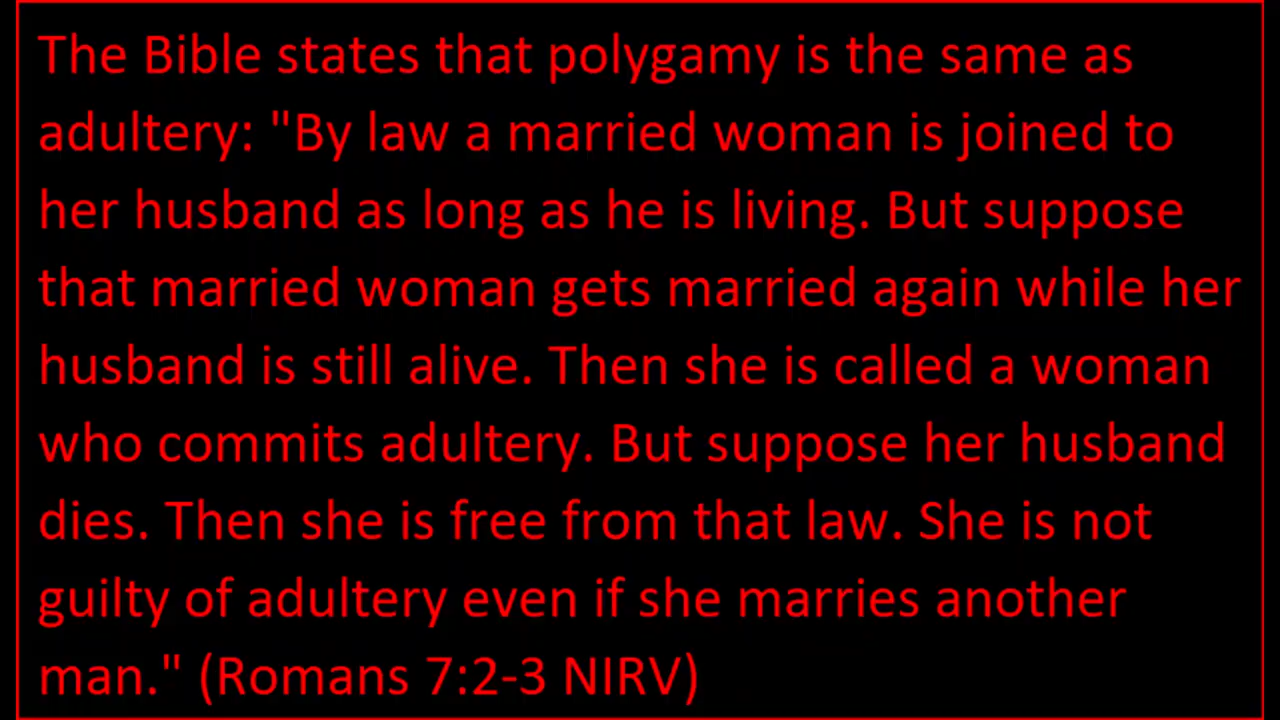 The Bible states that polygamy is the same as
adultery: "By law a married woman is joined to
her husband as long as he is living. But suppose
that married woman gets married again while her
husband is still alive. Then she is called a woman
who commits adultery. But suppose her husband
dies. Then she is free from that law. She is not
guilty of adultery even if she marries another
man." (Romans 7:2-3 NIRV)